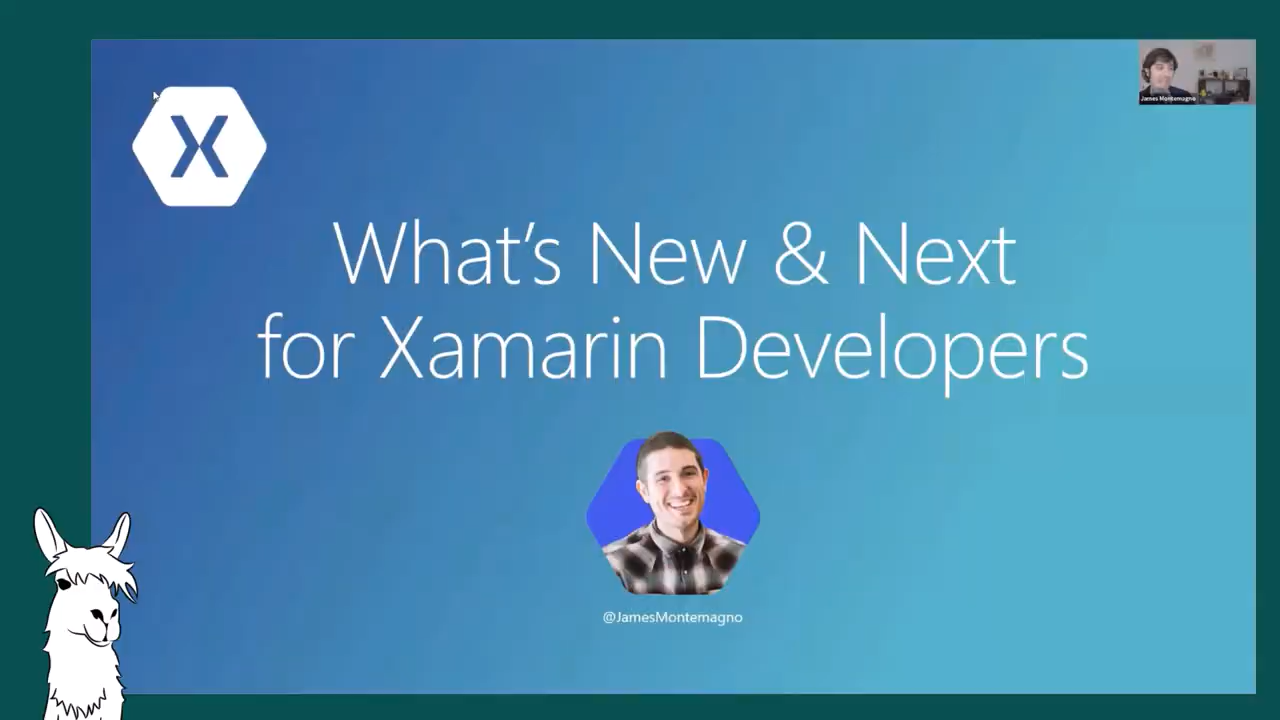 James Montemagno
X
What's New & Next
for Xamarin Developers
@JamesMontemagno